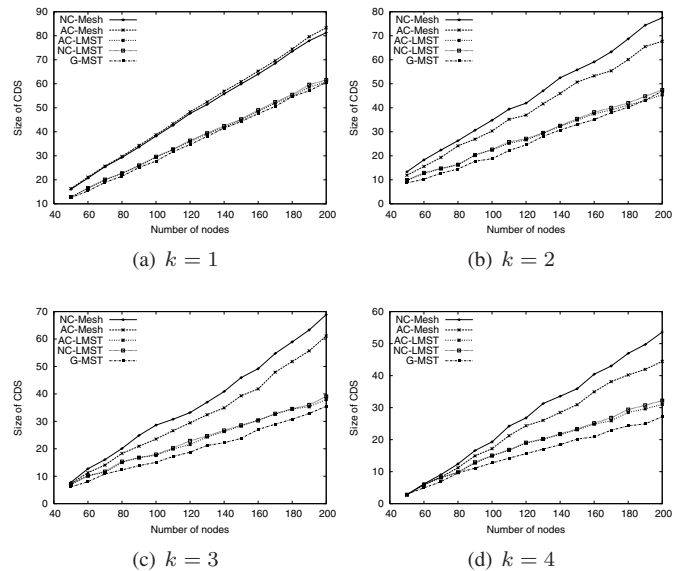 90
80
70
60
50
40
30
20
10
Size of CDS
NC-Mesh
AC-Mesh
AC-LMST
NC-LMST
G-MST
60 80 100 120 140 160 180 200
Number of nodes
(a) k = 1
80
70
60
50
40
30
20
10
0
Size of CDS
NC-Mesh
AC-Mesh
AC-LMST
NC-LMST
G-MST
60 80 100 120 140 160 180 200
Number of nodes
(b) k = 2
70
60
50
40
30
20
10
0
Size of CDS
NC-Mesh
AC-Mesh
AC-LMST
NC-LMST
G-MST
60 80 100 120 140 160 180 200
Number of nodes
(c) k = 3
60
50
40
30
20
10
0
Size of CDS
NC-Mesh
AC-Mesh
AC-LMST
NC-LMST
G-MST
60 80 100 120 140 160 180 200
Number of nodes
(d) k = 4